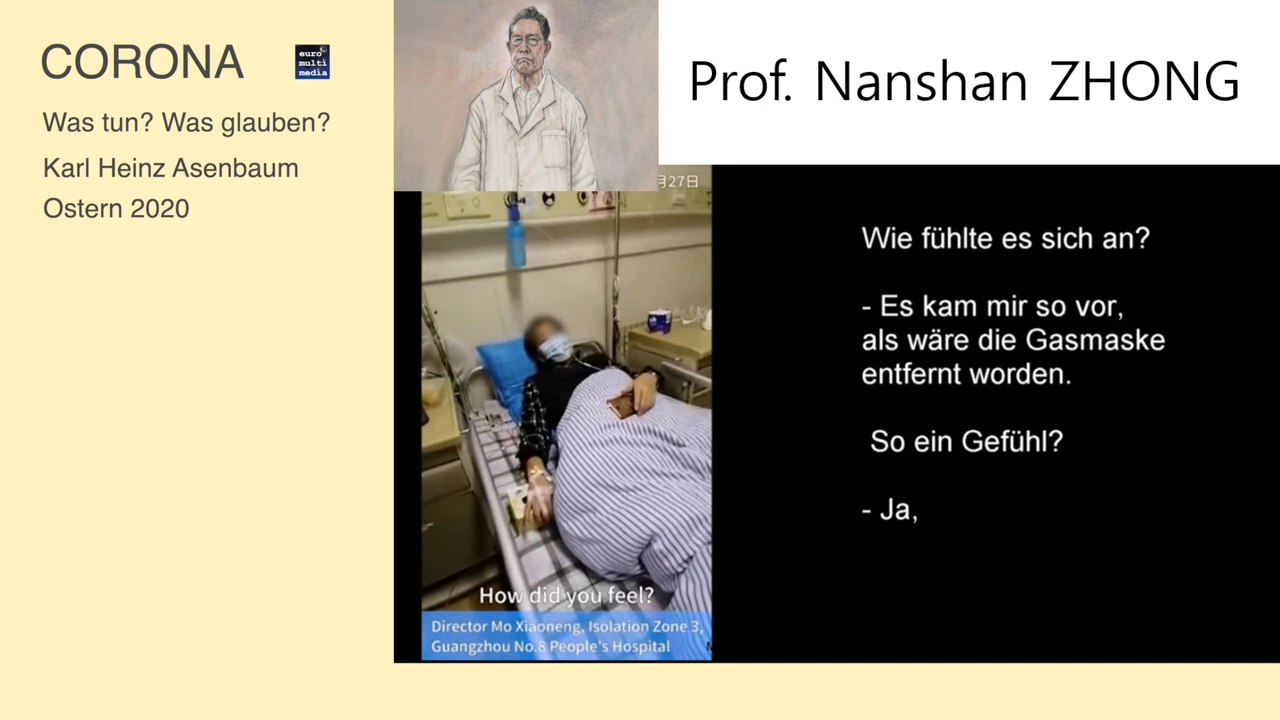 CORONA
euro
multi
media
Was tun? Was glauben?
Karl Heinz Asenbaum
Ostern 2020
Prof. Nanshan ZHONG
月27日
Wie fühlte es sich an?
- Es kam mir so vor,
als wäre die Gasmaske
entfernt worden.
So ein Gefühl?
- Ja,
How did you feel?
Director Mo Xiaoneng, Isolation Zone 3,
Guangzhou No.8 People's Hospital